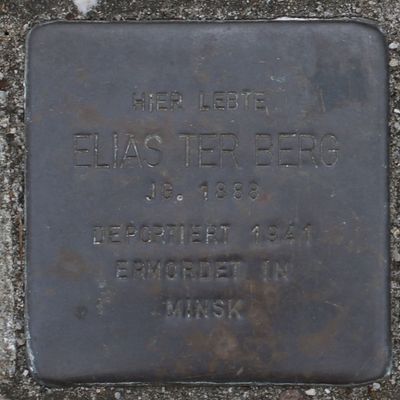 HIER LEBTE
ELIAS TER BERG
JG. 1888
DEPORTIERT 1941
ERMORDET IN
MINSK